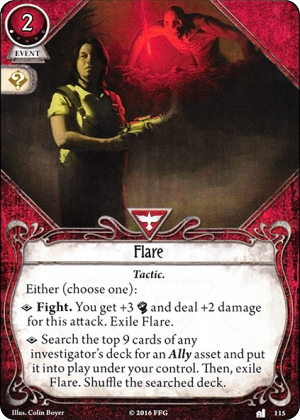 2
EVENT
Flare
Tactic.
Either (choose one):
Fight. You get +3 and deal +2 damage
for this attack. Exile Flare.
Search the top 9 cards of any
investigator's deck for an Ally asset and put
it into play under your control. Then, exile
Flare. Shuffle the searched deck.
Illus. Colin Boyer
© 2016 FFG
115